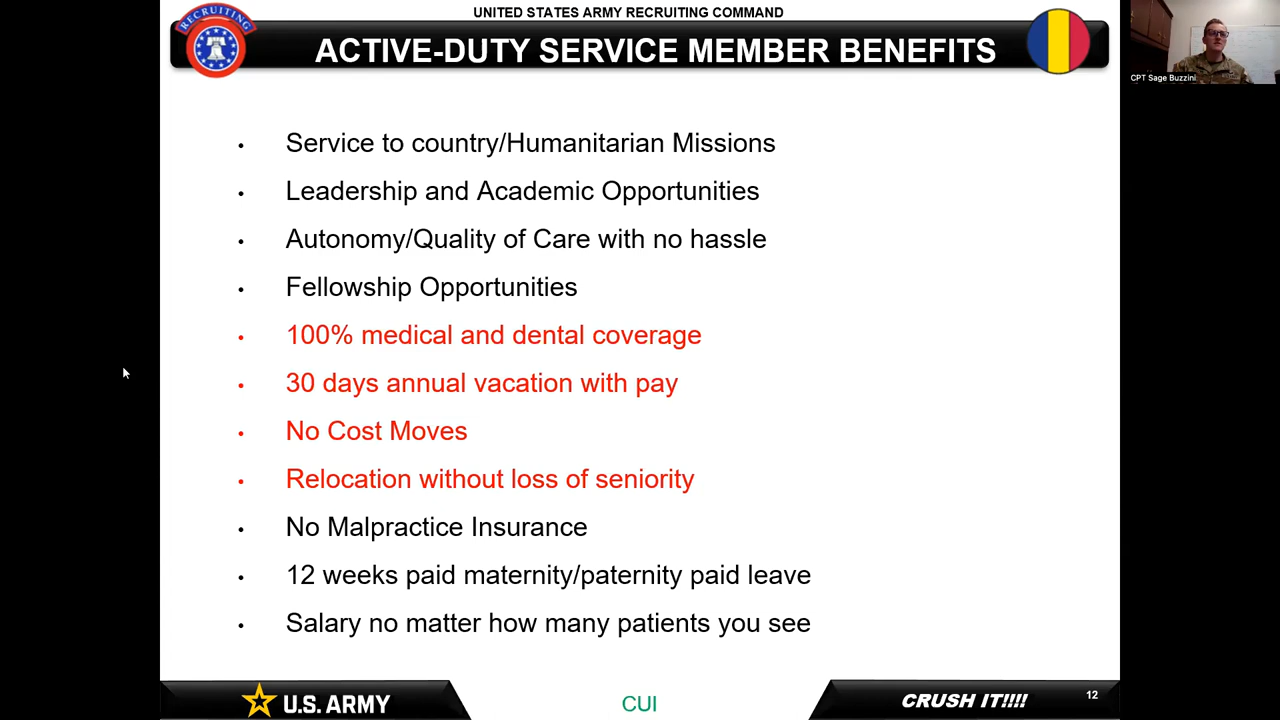 UNITED STATES ARMY RECRUITING COMMAND
RECRUITING
ACTIVE-DUTY SERVICE MEMBER BENEFITS
CPT Sage Buzzini
• Service to country/Humanitarian Missions
• Leadership and Academic Opportunities
• Autonomy/Quality of Care with no hassle
• Fellowship Opportunities
• 100% medical and dental coverage
• 30 days annual vacation with pay
• No Cost Moves
• Relocation without loss of seniority
• No Malpractice Insurance
• 12 weeks paid maternity/paternity paid leave
• Salary no matter how many patients you see
U.S. ARMY
CUI
CRUSH IT!!!!
12